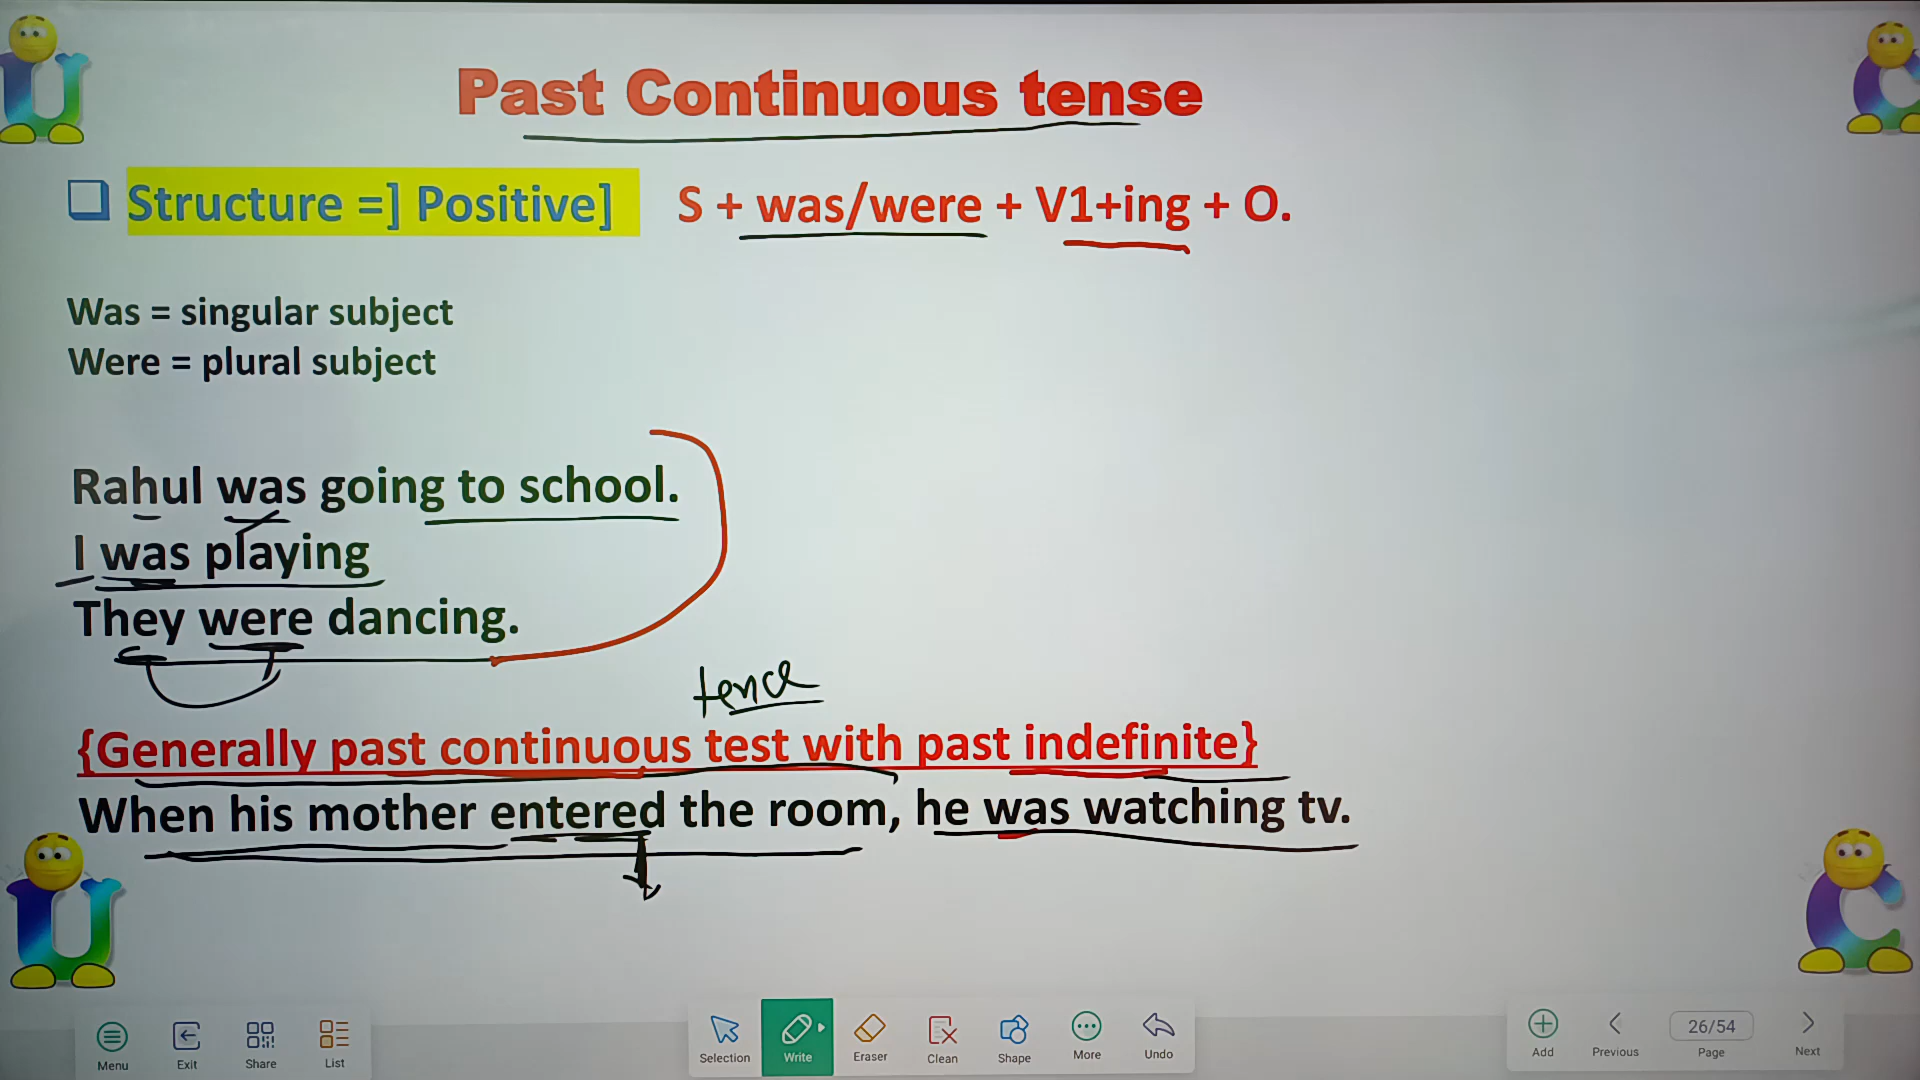 Past Continuous tense
Structure =] Positive] S + was/were + V1+ing + O.
Was = singular subject
Were = plural subject
Rahul was going to school.
I was playing
They were dancing.
tence
{Generally past continuous test with past indefinite}
When his mother entered the room, he was watching tv.
Menu Exit Share List Selection Write Eraser Clean Shape More Undo Add Previous 26/54 Page Next
U
C
U
C